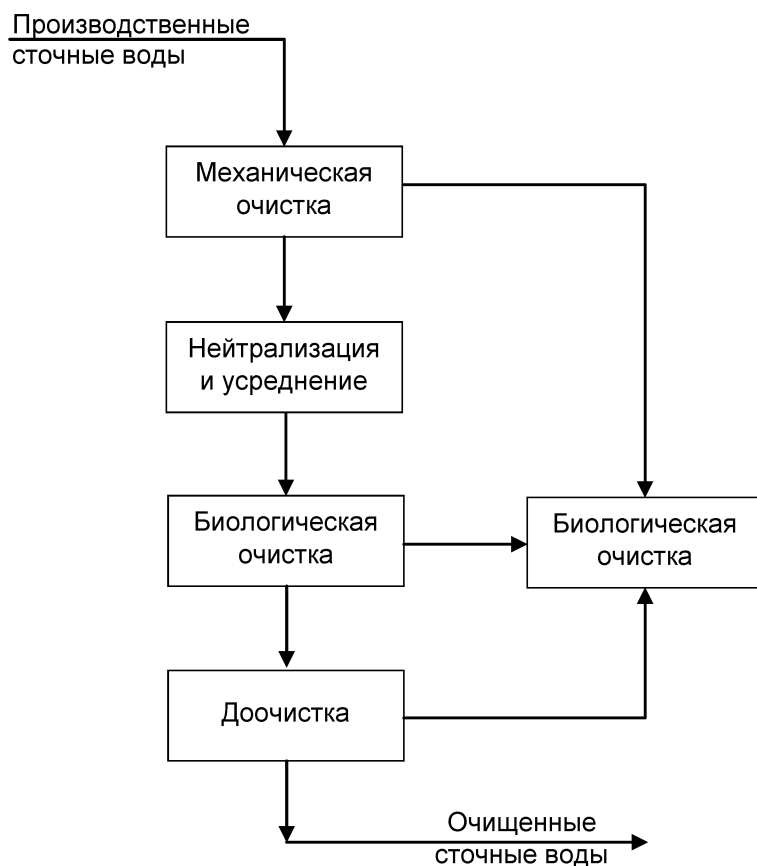 Производственные
сточные воды
Механическая
очистка
Нейтрализация
и усреднение
Биологическая
очистка
Биологическая
очистка
Доочистка
Очищенные
сточные воды